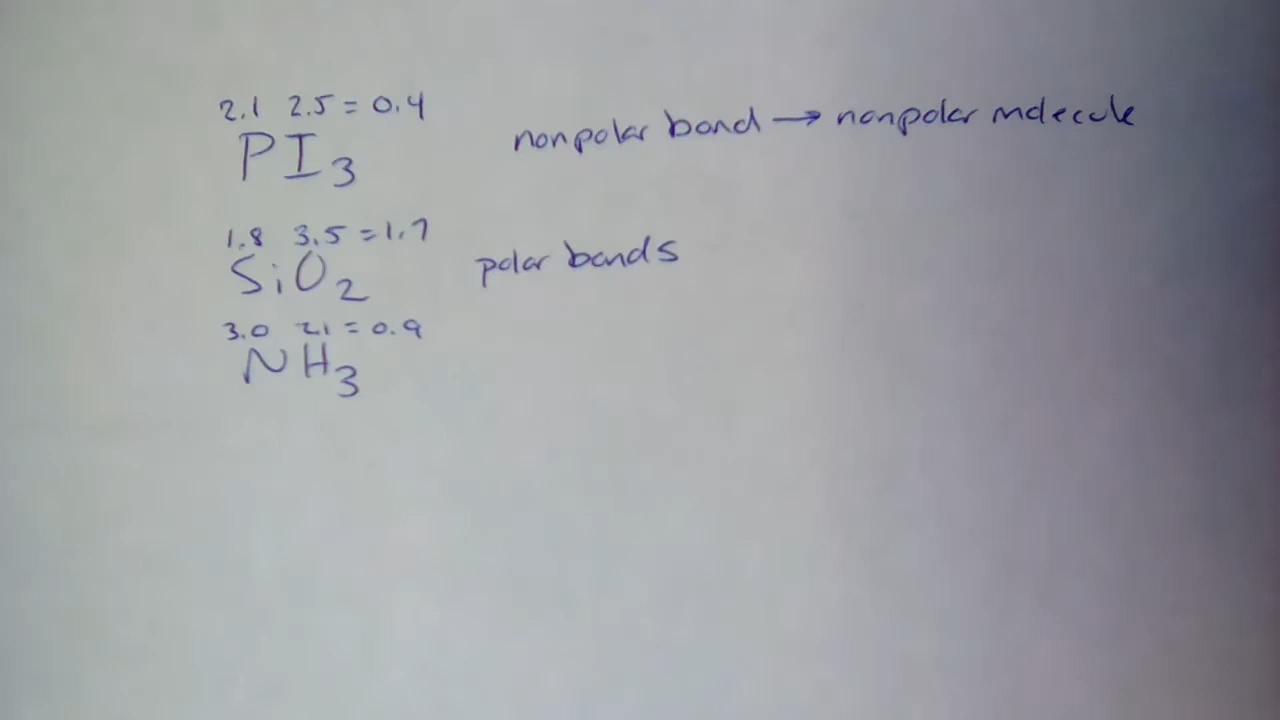 2.1 2.5 = 0.4
PI3 nonpolar bond → nonpolar molecule
1.8 3.5 = 1.7
SiO2 polar bonds
3.0 2.1 = 0.9
NH3